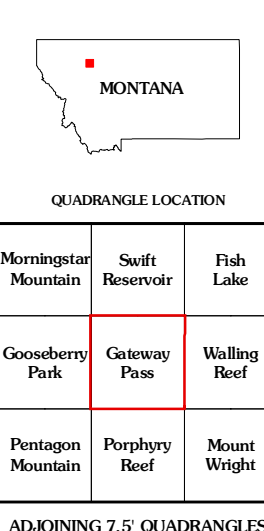 MONTANA
QUADRANGLE LOCATION
Morningstar Mountain
Swift Reservoir
Fish Lake
Gooseberry Park
Gateway Pass
Walling Reef
Pentagon Mountain
Porphyry Reef
Mount Wright
ADJOINING 7.5' QUADRANGLES